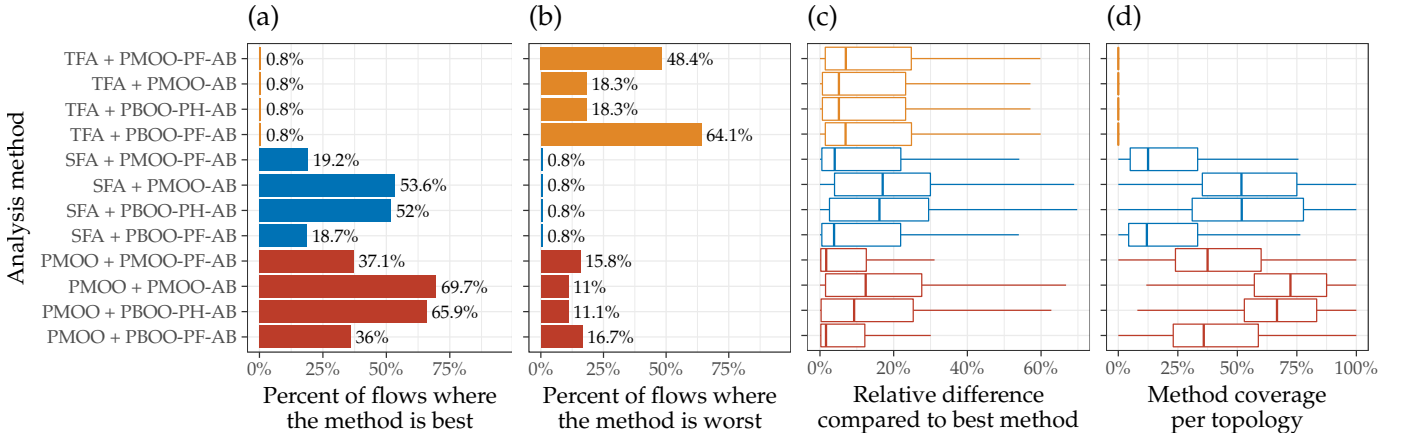 (a)
(b)
(c)
(d)
Analysis method
TFA + PMOO-PF-AB
TFA + PMOO-AB
TFA + PBOO-PH-AB
TFA + PBOO-PF-AB
SFA + PMOO-PF-AB
SFA + PMOO-AB
SFA + PBOO-PH-AB
SFA + PBOO-PF-AB
PMOO + PMOO-PF-AB
PMOO + PMOO-AB
PMOO + PBOO-PH-AB
PMOO + PBOO-PF-AB
0.8%
0.8%
0.8%
0.8%
19.2%
53.6%
52%
18.7%
37.1%
69.7%
65.9%
36%
0%
25%
50%
75%
Percent of flows where
the method is best
48.4%
18.3%
18.3%
64.1%
0.8%
0.8%
0.8%
0.8%
15.8%
11%
11.1%
16.7%
0%
25%
50%
75%
Percent of flows where
the method is worst
0%
20%
40%
60%
Relative difference
compared to best method
0%
25%
50%
75%
100%
Method coverage
per topology